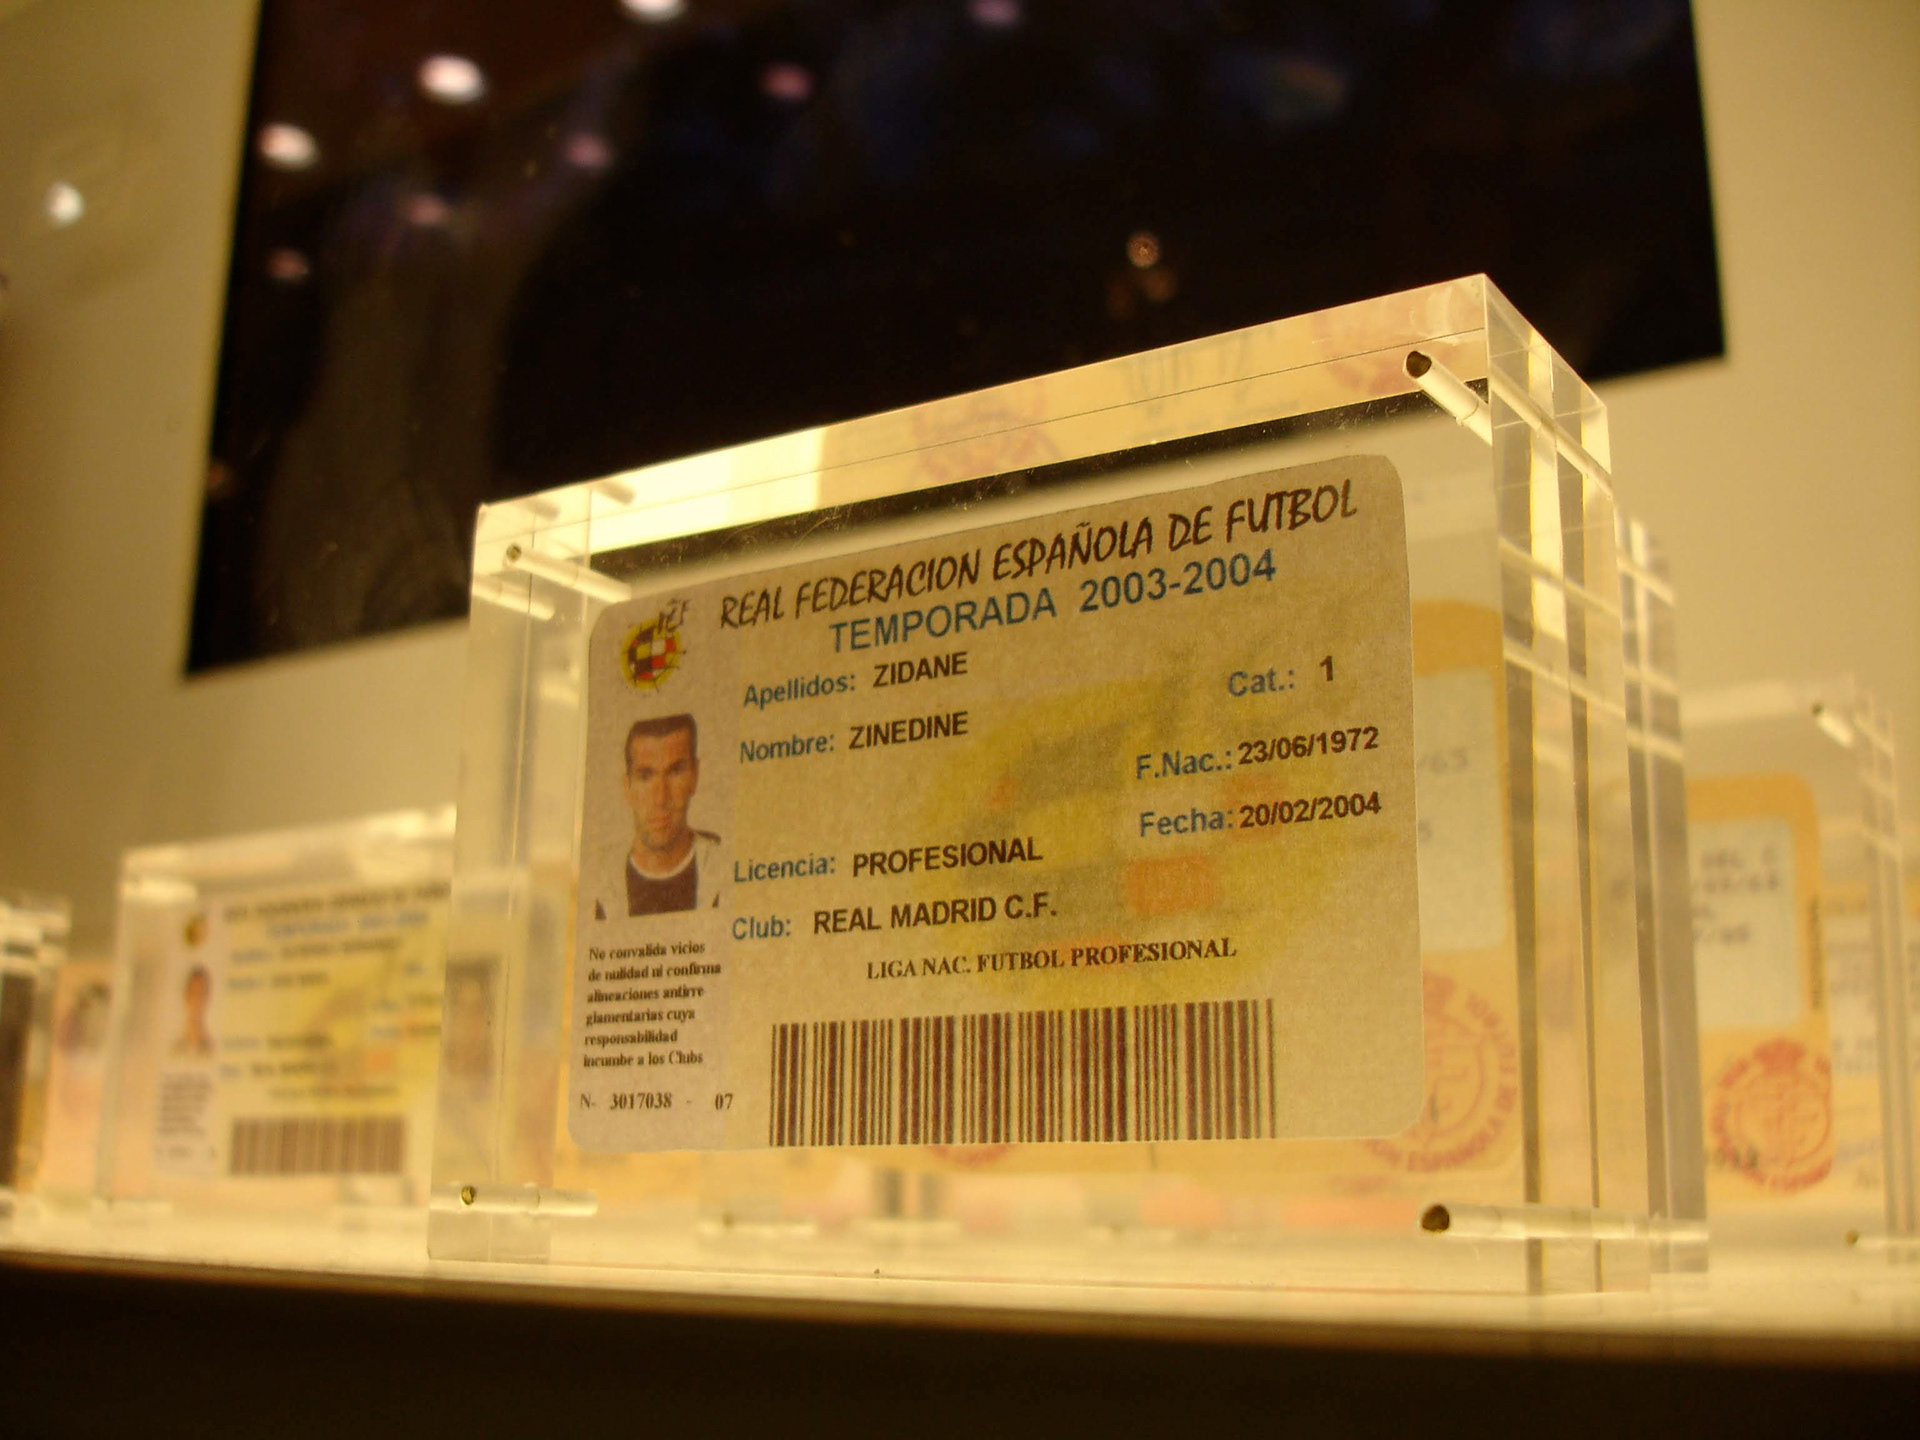 REAL FEDERACION ESPAÑOLA DE FUTBOL
TEMPORADA 2003-2004
Apellidos: ZIDANE
Cat.: 1
Nombre: ZINEDINE
F.Nac.: 23/06/1972
Fecha: 20/02/2004
Licencia: PROFESIONAL
Club: REAL MADRID C.F.
LIGA NAC. FUTBOL PROFESIONAL
No convalida vicios
de nulidad ni confirma
alineaciones antirre
glamentarias cuya
responsabilidad
incumbe a los Clubs
N- 3017038 - 07